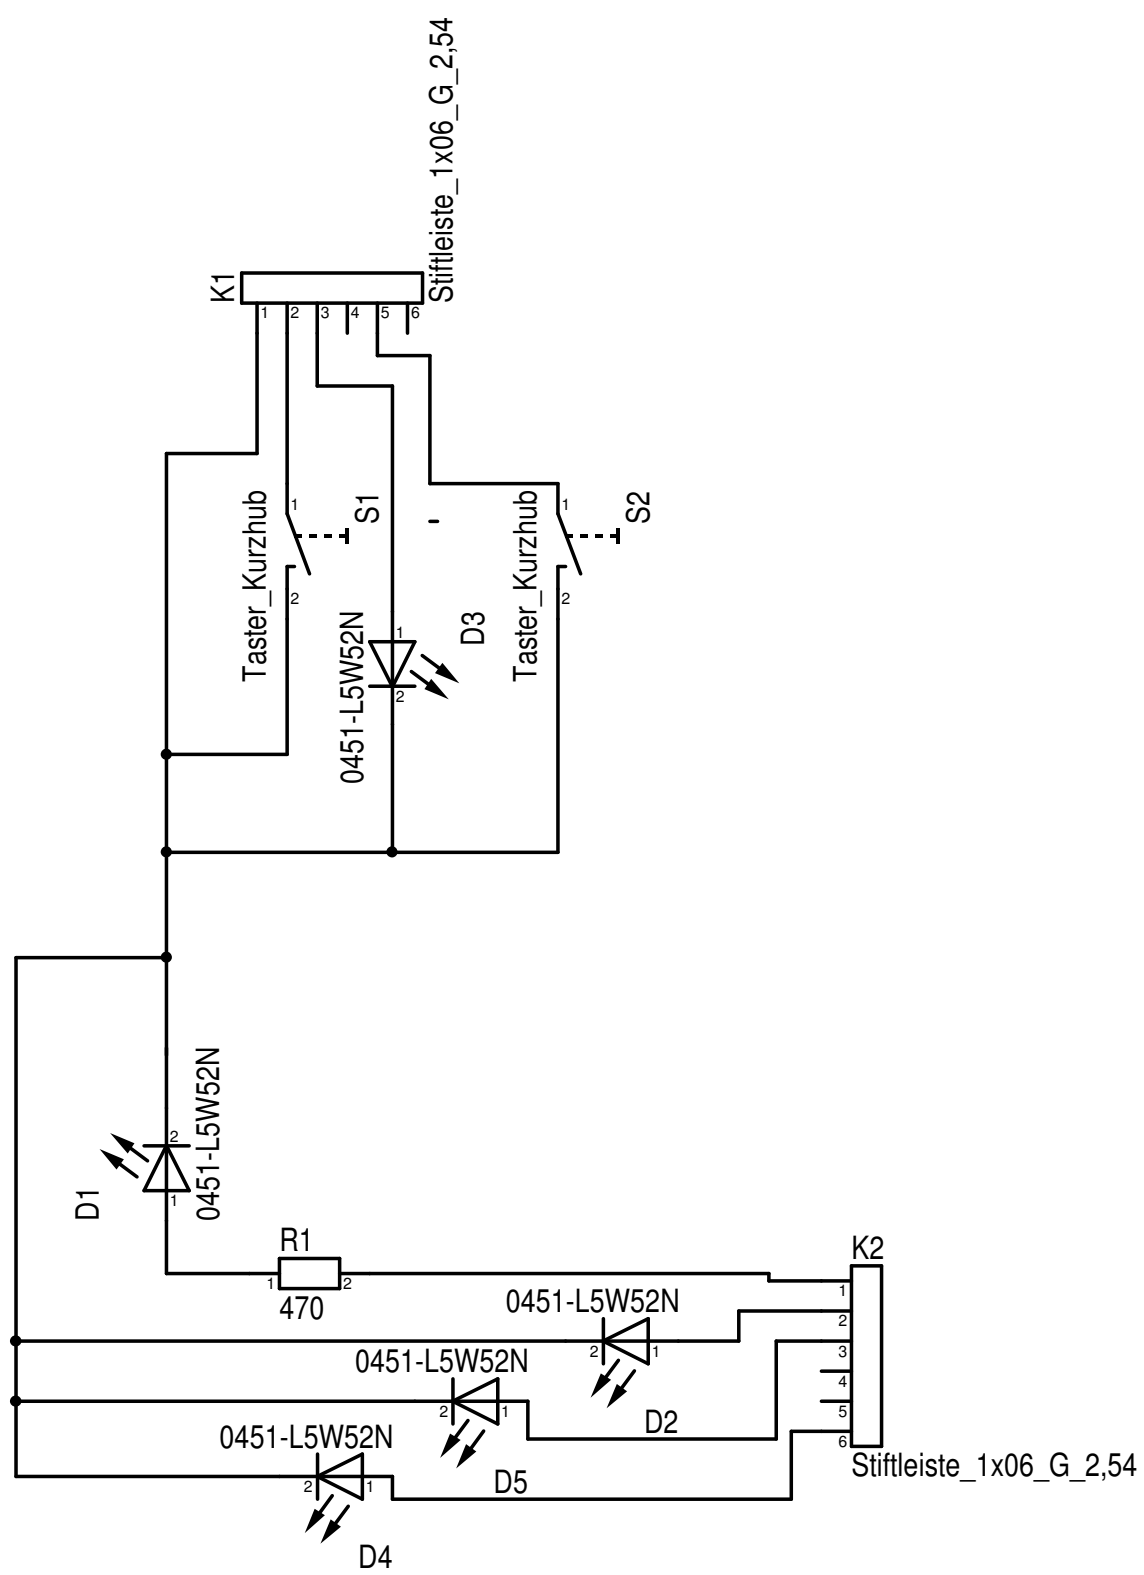 Stiftleiste_1x06_G_2,54
K1
1 2 3 4 5 6
Taster_Kurzhub
1
S1
2
Taster_Kurzhub
1
S2
2
0451-L5W52N
1
D3
2
2
0451-L5W52N
D1
1
R1
1 2
470
K2
1
2
3
4
5
6
Stiftleiste_1x06_G_2,54
0451-L5W52N
2 1
D2
0451-L5W52N
2 1
D5
0451-L5W52N
2 1
D4